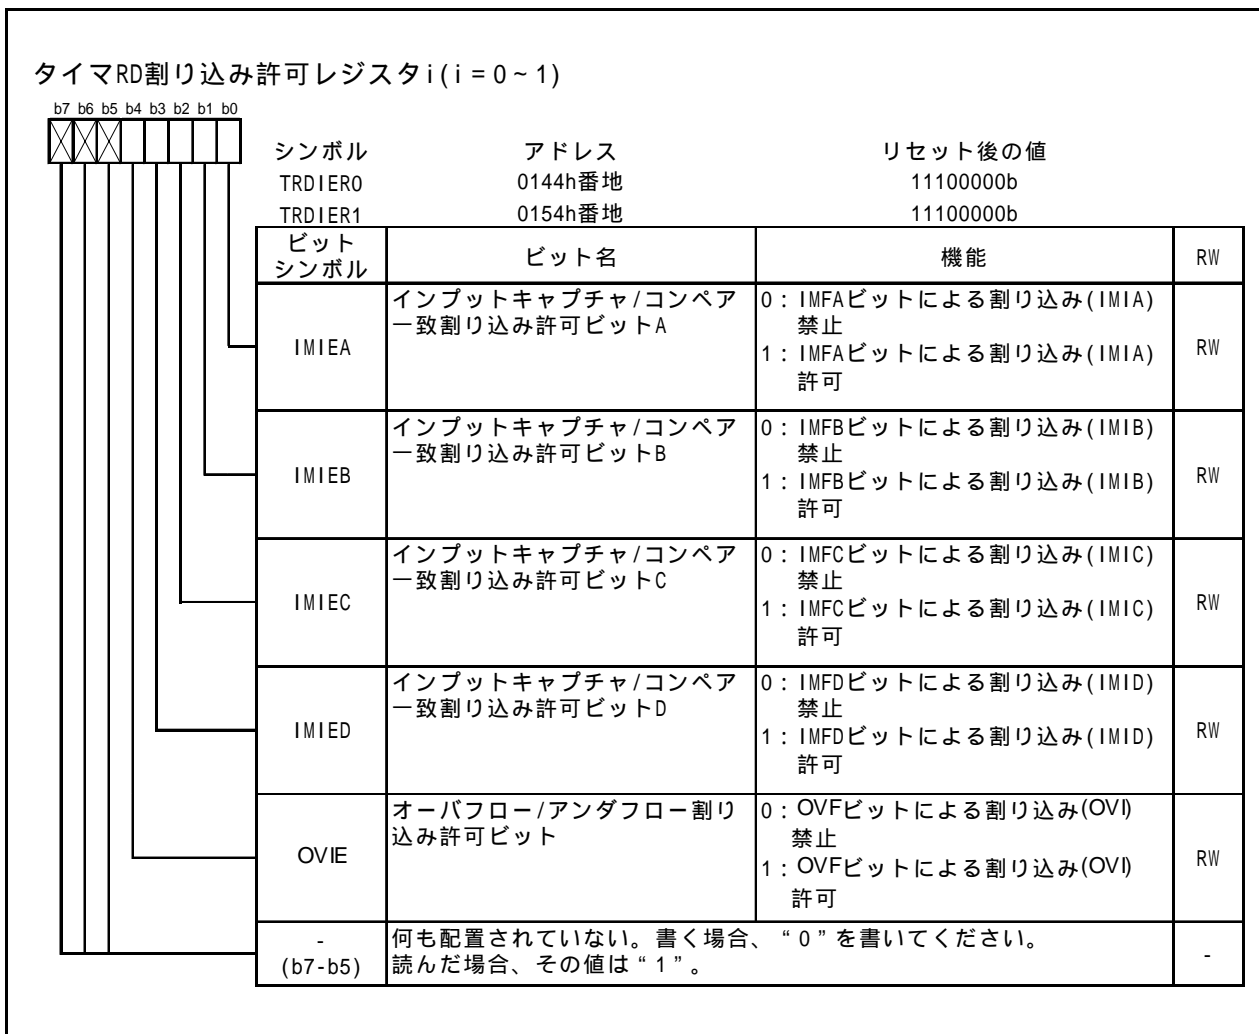 タイマRD割り込み許可レジスタi(i=0~1)
b7 b6 b5 b4 b3 b2 b1 b0
シンボル アドレス リセット後の値
TRDIER0 0144h番地 11100000b
TRDIER1 0154h番地 11100000b
ビット
シンボル
ビット名
機能
RW
IMIEA
インプットキャプチャ/コンペア
一致割り込み許可ビットA
0：IMFAビットによる割り込み(IMIA)
禁止
1：IMFAビットによる割り込み(IMIA)
許可
RW
IMIEB
インプットキャプチャ/コンペア
一致割り込み許可ビットB
0：IMFBビットによる割り込み(IMIB)
禁止
1：IMFBビットによる割り込み(IMIB)
許可
RW
IMIEC
インプットキャプチャ/コンペア
一致割り込み許可ビットC
0：IMFCビットによる割り込み(IMIC)
禁止
1：IMFCビットによる割り込み(IMIC)
許可
RW
IMIED
インプットキャプチャ/コンペア
一致割り込み許可ビットD
0：IMFDビットによる割り込み(IMID)
禁止
1：IMFDビットによる割り込み(IMID)
許可
RW
OVIE
オーバフロー/アンダフロー割り
込み許可ビット
0：OVFビットによる割り込み(OVI)
禁止
1：OVFビットによる割り込み(OVI)
許可
RW
-
(b7-b5)
何も配置されていない。書く場合、“0”を書いてください。
読んだ場合、その値は“1”。
-